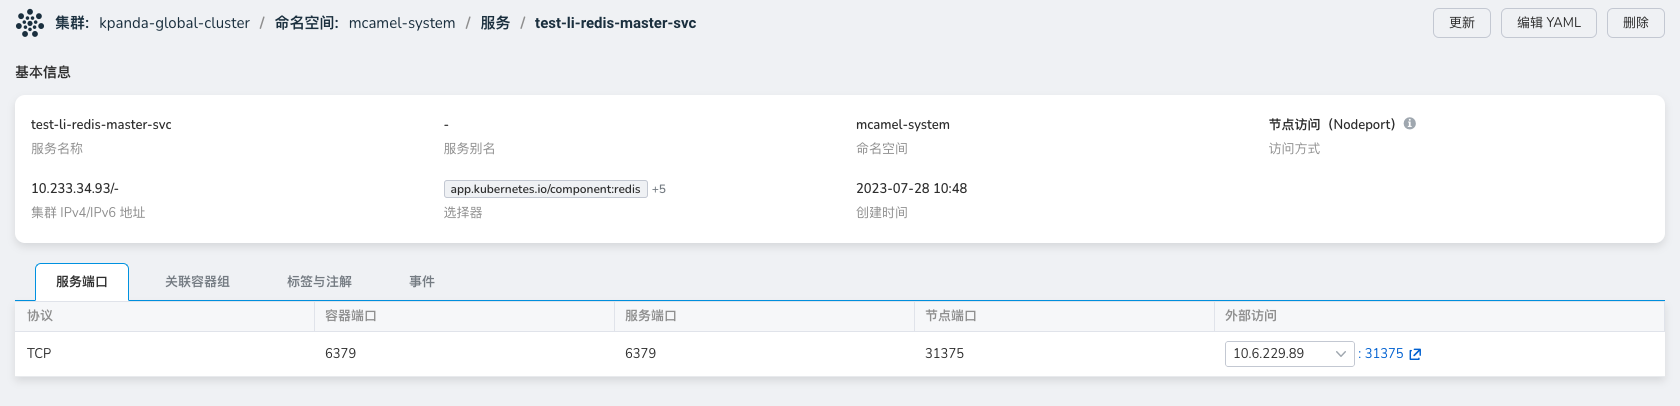 集群: kpanda-global-cluster / 命名空间: mcamel-system / 服务 / test-li-redis-master-svc
更新 编辑 YAML 删除
基本信息
test-li-redis-master-svc - mcamel-system 节点访问（Nodeport）
服务名称 服务别名 命名空间 访问方式
10.233.34.93/- app.kubernetes.io/component:redis +5 2023-07-28 10:48
集群 IPv4/IPv6 地址 选择器 创建时间
服务端口 关联容器组 标签与注解 事件
协议 容器端口 服务端口 节点端口 外部访问
TCP 6379 6379 31375 10.6.229.89 : 31375